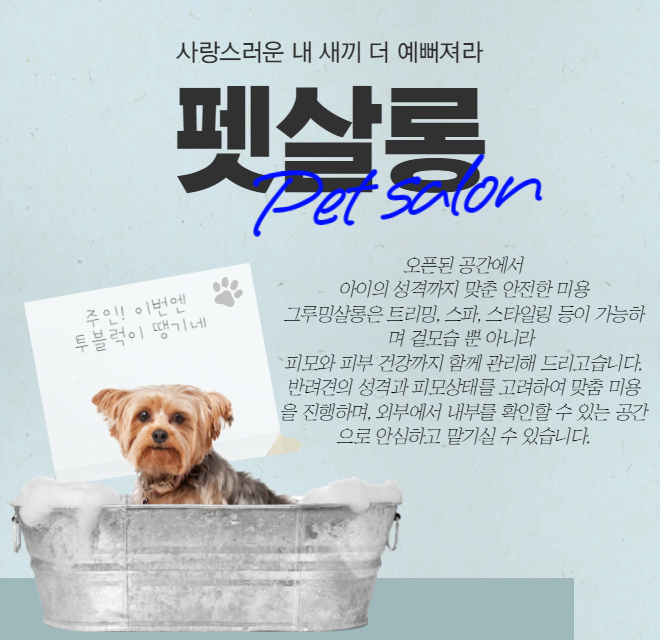 사랑스러운 내 새끼 더 예뻐져라
펫살롱
Pet salon
주인! 이번엔
투블럭이 땡기네
오픈된 공간에서
아이의 성격까지 맞춘 안전한 미용
그루밍살롱은 트리밍, 스파, 스타일링 등이 가능하
며 겉모습 뿐 아니라
피모와 피부 건강까지 함께 관리해 드리고습니다.
반려견의 성격과 피모상태를 고려하여 맞춤 미용
을 진행하며, 외부에서 내부를 확인할 수 있는 공간
으로 안심하고 맡기실 수 있습니다.